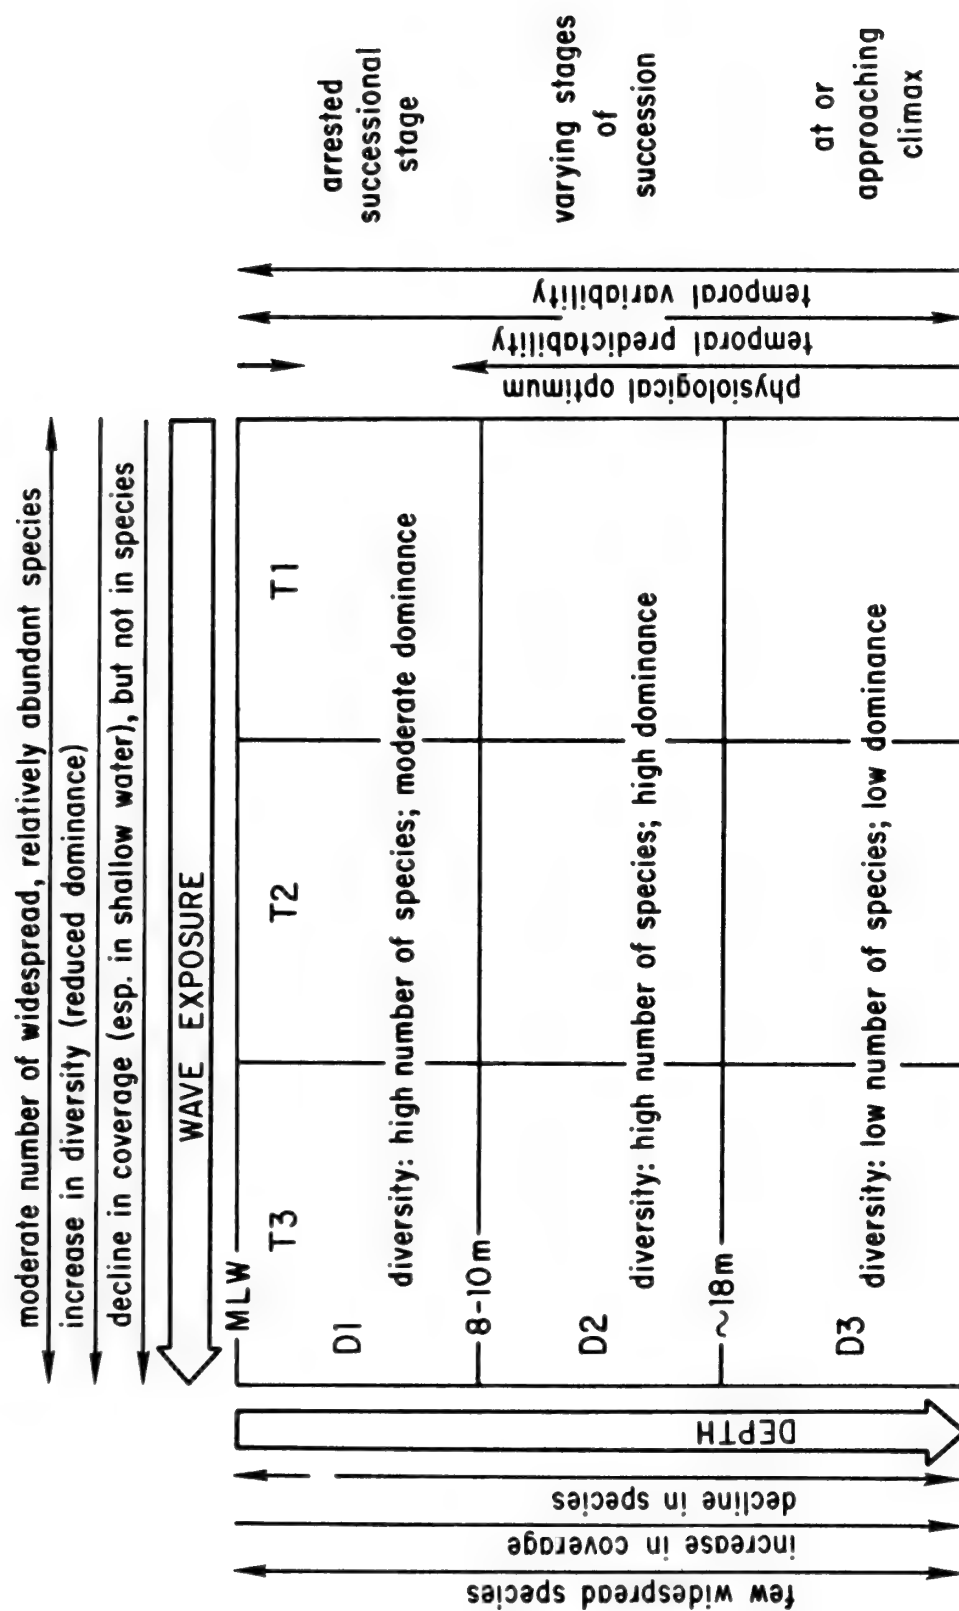 moderate number of widespread, relatively abundant species
increase in diversity (reduced dominance)
decline in coverage (esp. in shallow water), but not in species
WAVE EXPOSURE
MLW
T3
T2
T1
D1
diversity: high number of species; moderate dominance
8-10m
D2
diversity: high number of species; high dominance
~18m
D3
diversity: low number of species; low dominance
few widespread species
increase in coverage
decline in species
DEPTH
physiological optimum
temporal predictability
temporal variability
arrested
successional
stage
varying stages
of
succession
at or
approaching
climax